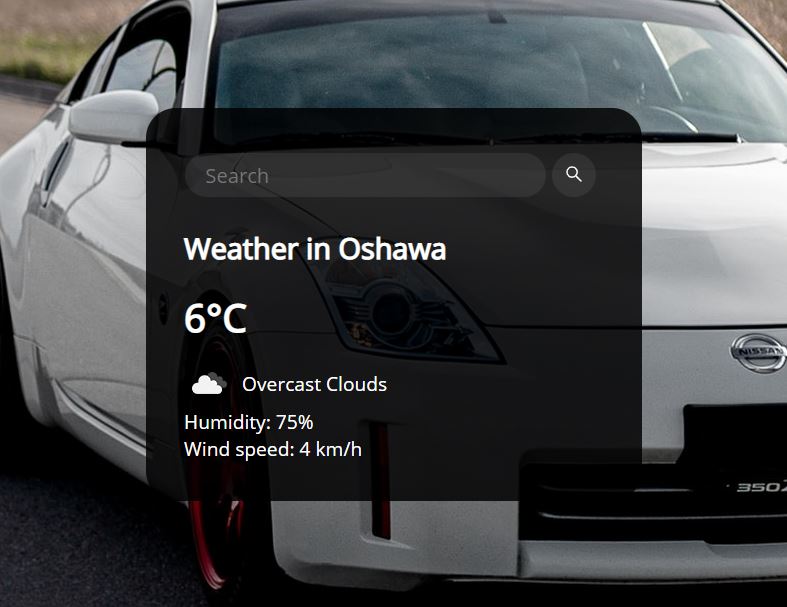 Search
Weather in Oshawa
6°C
Overcast Clouds
Humidity: 75%
Wind speed: 4 km/h
NISSAN
350Z